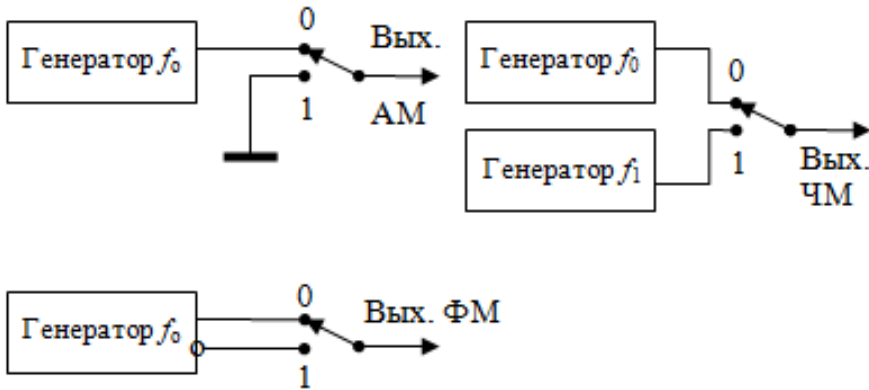 0
Генератор f₀
Вых.
1
АМ
Генератор f₀
0
Генератор f₁
1
Вых.
ЧМ
0
Генератор f₀
Вых. ФМ
1